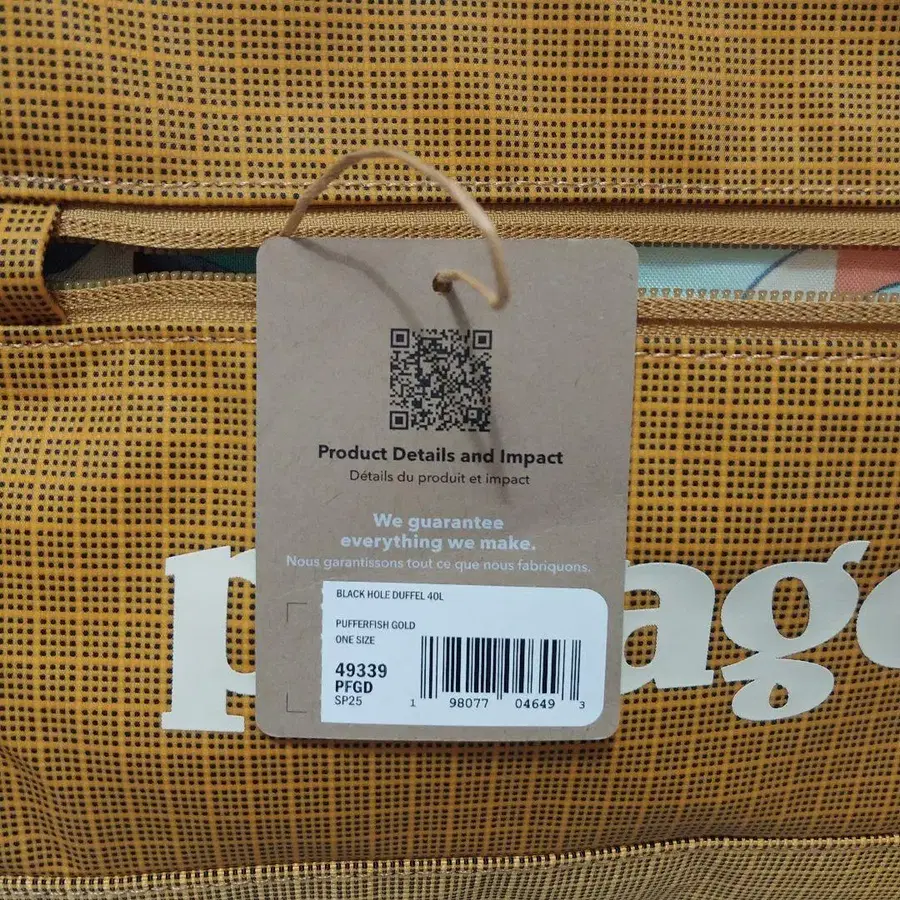 Product Details and Impact
Détails du produit et impact
We guarantee
everything we make.
Nous garantissons tout ce que nous fabriquons.
BLACK HOLE DUFFEL 40L
PUFFERFISH GOLD
ONE SIZE
49339
PFGD
SP25
1 98077 04649 3
p ago